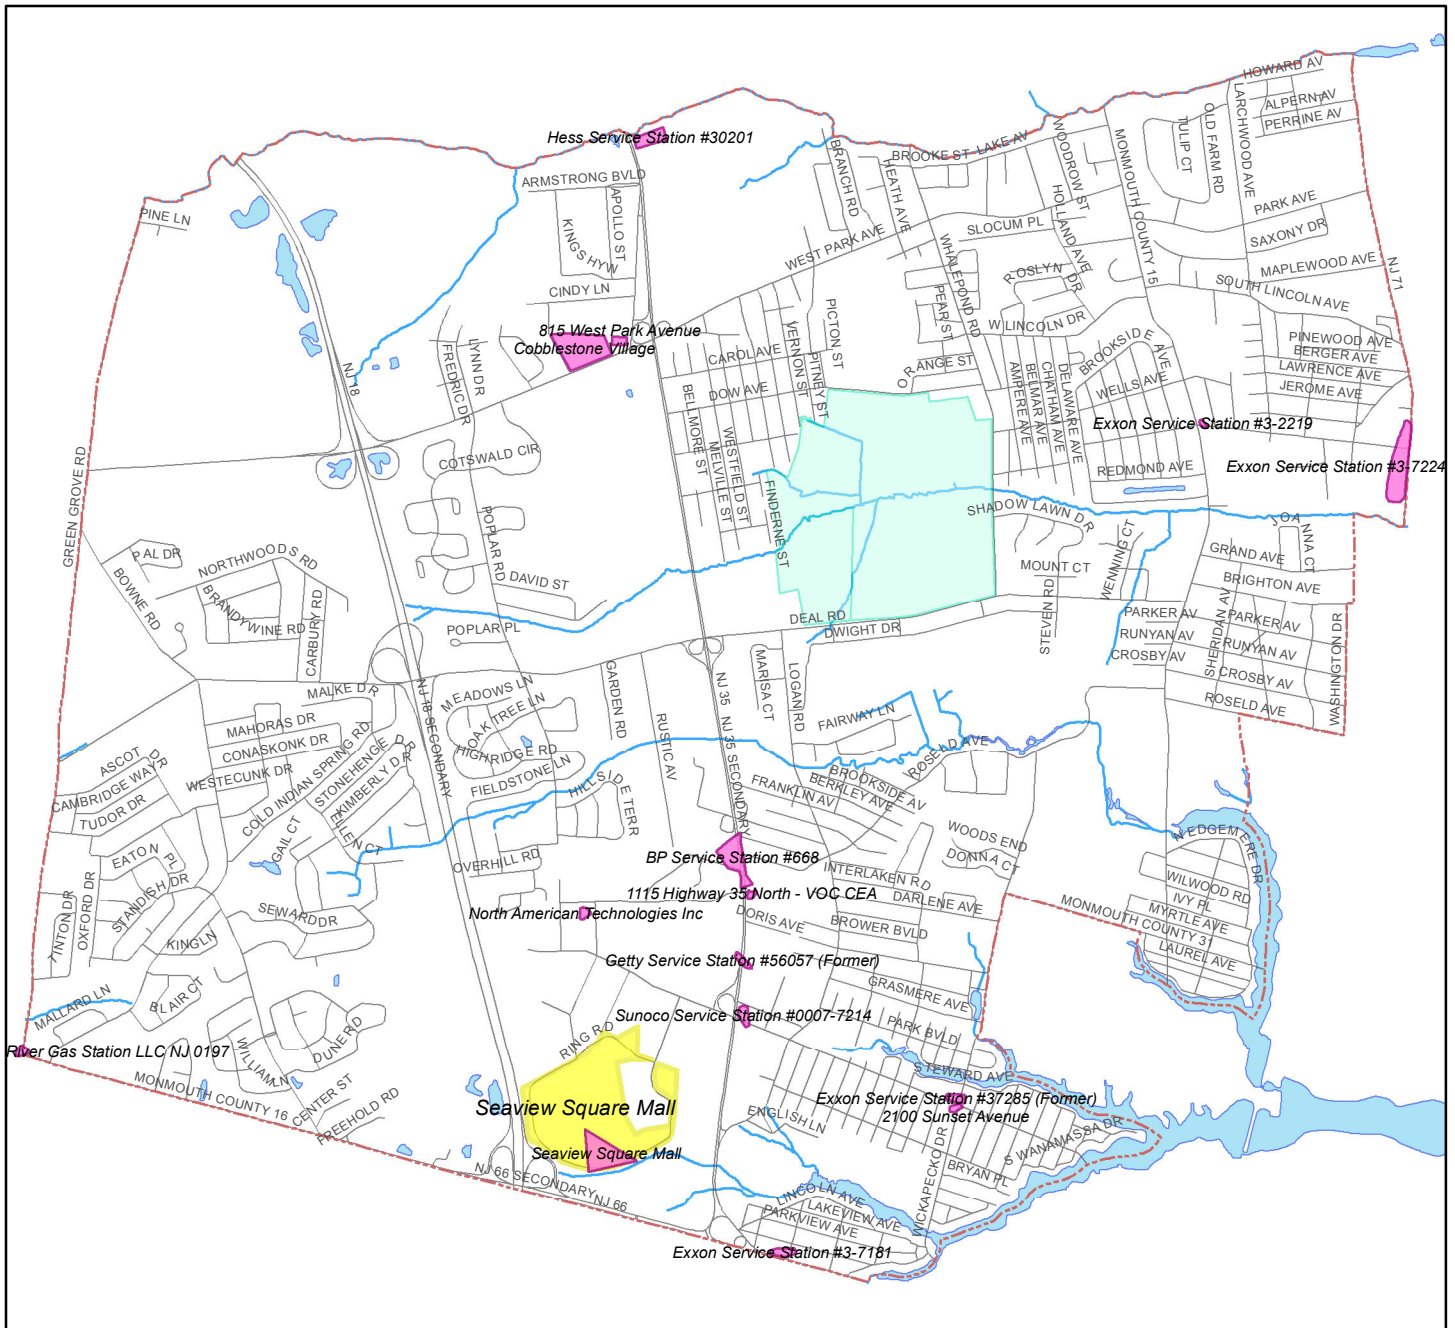 HOWARD AV
ALPERN AV
PERRINE AV
LARCHWOOD AVE
OLD FARM RD
TULIP CT
MONMOUTH COUNTY 15
WOODROW ST
LAKE AV
BROOKE ST
HOLLAND AVE
Hess Service Station #30201
BRANCH RD
HEATH AVE
ARMSTRONG BVLD
APOLLO ST
KINGS HYW
CINDY LN
PINE LN
PARK AVE
SAXONY DR
SLOCUM PL
WEST PARK AVE
WHALEPOND RD
ROSLYN DR
MAPLEWOOD AVE
NJ 71
SOUTH LINCOLN AVE
PICTON ST
PEAR ST
W LINCOLN DR
BROOKSIDE AVE
PINEWOOD AVE
BERGER AVE
LAWRENCE AVE
JEROME AVE
815 West Park Avenue
Cobblestone Village
VERNON ST
PITNEY ST
CAROL AVE
DOW AVE
ORANGE ST
LYNN DR
FREDRIC DR
NJ 18
BELLMORE ST
MELVILLE ST
WESTFIELD ST
AMPERE AVE
BELMAR AVE
CHATHAM AVE
DELAWARE AVE
WELLS AVE
Exxon Service Station #3-2219
REDMOND AVE
Exxon Service Station #3-7224
COTSWALD CIR
GREEN GROVE RD
FINDERNE ST
SHADOW LAWN DR
JOANNA CT
POPLAR RD
WENNING CT
GRAND AVE
PAL DR
NORTHWOODS RD
MOUNT CT
BRIGHTON AVE
DAVID ST
BOWNE RD
BRANDYWINE RD
CARBURY RD
STEVEN RD
DEAL RD
DWIGHT DR
PARKER AV
PARKER AV
RUNYAN AV
RUNYAN AV
CROSBY AV
CROSBY AV
SHERIDAN AV
WASHINGTON DR
ROSELD AVE
POPLAR PL
MARISA CT
LOGAN RD
GARDEN RD
RUSTIC AV
NJ 35
NJ 35 SECONDARY
MALKE DR
NJ 18 SECONDARY
MEADOWS LN
OAK TREE LN
HIGHRIDGE RD
FIELDSTONE LN
HILLSIDE TERR
FAIRWAY LN
MAHORAS DR
CONASKONK DR
WESTECUNK DR
COLD INDIAN SPRING RD
STONEHENGE DR
KIMBERLY DR
ELLEN CT
GAIL CT
ASCOT DR
CAMBRIDGE WAY
TUDOR DR
ROSELD AVE
BROOKSIDE AV
BERKLEY AVE
FRANKLIN AV
WOODS END
DONNA CT
N EDGEMERE DR
EATON PL
STANDISH DR
OXFORD DR
OVERHILL RD
BP Service Station #668
INTERLAKEN RD
DARLENE AVE
WILWOOD RD
IVY PL
MYRTLE AVE
MONMOUTH COUNTY 31
LAUREL AVE
1115 Highway 35 North - VOC CEA
North American Technologies Inc
SEWARD DR
KING LN
DORIS AVE
BROWER BVLD
Getty Service Station #56057 (Former)
GRASMERE AVE
MALLARD LN
BLAIR CT
Sunoco Service Station #0007-7214
PARK BVLD
DUNE RD
RING RD
River Gas Station LLC NJ 0197
WILLIAM LN
CENTER ST
FREEHOLD RD
MONMOUTH COUNTY 16
STEWARD AVE
Seaview Square Mall
Exxon Service Station #37285 (Former)
2100 Sunset Avenue
ENGLISH LN
S WANAMASSA DR
Seaview Square Mall
BRYAN PL
WICKAPECKO DR
NJ 66 SECONDARY
NJ 66
LINCOLN AVE
LAKEVIEW AVE
PARKVIEW AVE
Exxon Service Station #3-7181